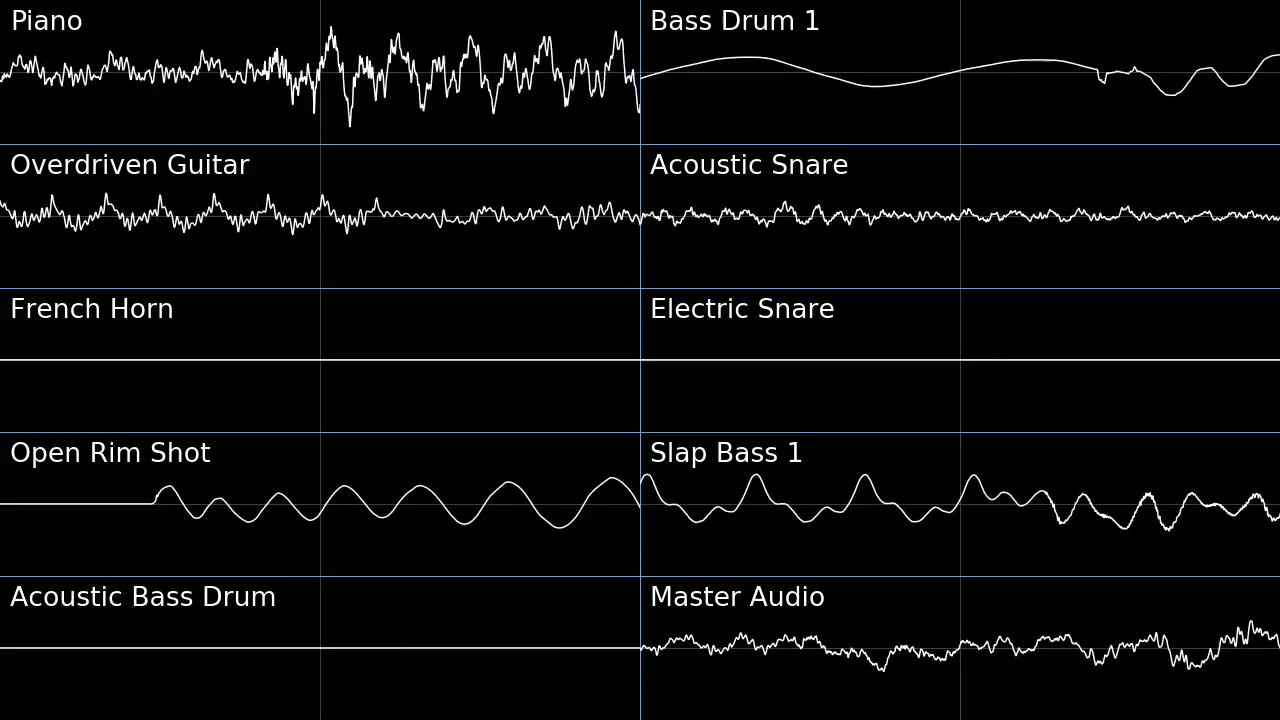 Piano
Bass Drum 1
Overdriven Guitar
Acoustic Snare
French Horn
Electric Snare
Open Rim Shot
Slap Bass 1
Acoustic Bass Drum
Master Audio